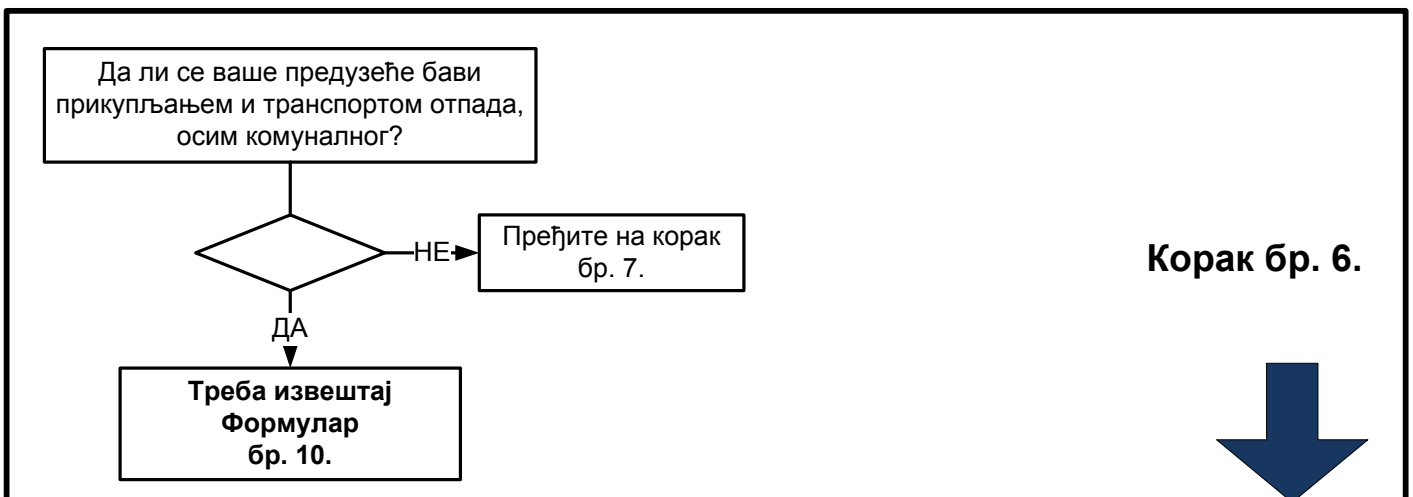 Да ли се ваше предузеће бави
прикупљањем и транспортом отпада,
осим комуналног?
НЕ
Пређите на корак
бр. 7.
Корак бр. 6.
ДА
Треба извештај
Формулар
бр. 10.